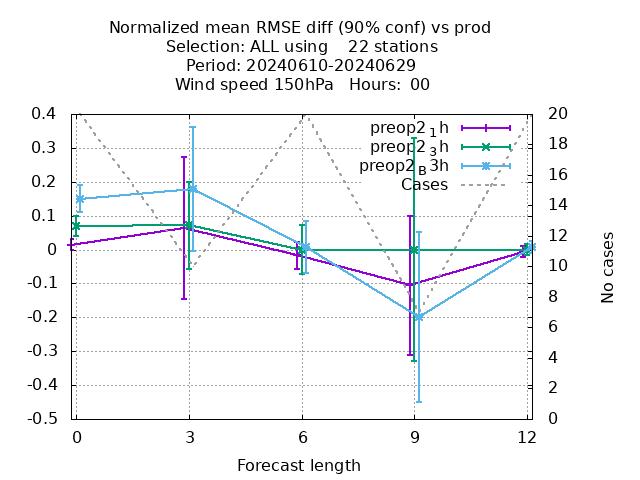 Normalized mean RMSE diff (90% conf) vs prod
Selection: ALL using 22 stations
Period: 20240610-20240629
Wind speed 150hPa Hours: 00
preop2₁h
preop2₃h
preop2_B3h
Cases
0.4
0.3
0.2
0.1
0
-0.1
-0.2
-0.3
-0.4
-0.5
20
18
16
14
12
10
8
6
4
2
0
No cases
0 3 6 9 12
Forecast length